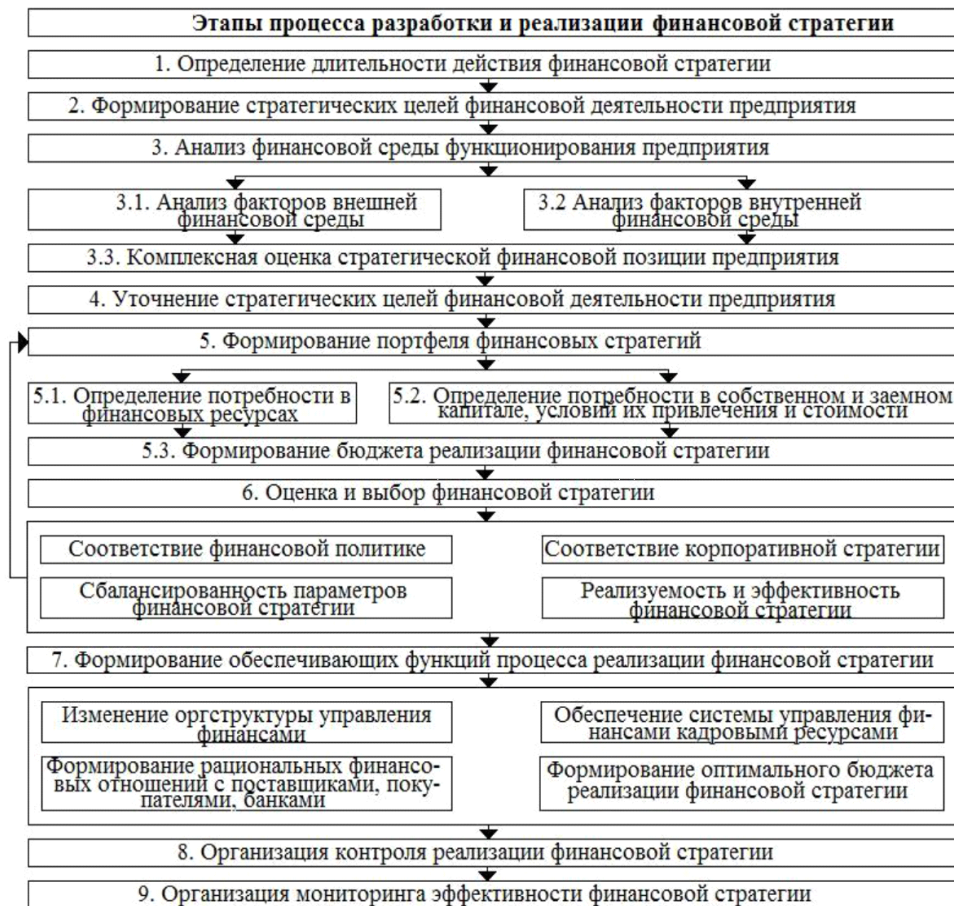 Этапы процесса разработки и реализации финансовой стратегии
1. Определение длительности действия финансовой стратегии
2. Формирование стратегических целей финансовой деятельности предприятия
3. Анализ финансовой среды функционирования предприятия
3.1. Анализ факторов внешней
финансовой среды
3.2 Анализ факторов внутренней
финансовой среды
3.3. Комплексная оценка стратегической финансовой позиции предприятия
4. Уточнение стратегических целей финансовой деятельности предприятия
5. Формирование портфеля финансовых стратегий
5.1. Определение потребности в
финансовых ресурсах
5.2. Определение потребности в собственном и заемном
капитале, условий их привлечения и стоимости
5.3. Формирование бюджета реализации финансовой стратегии
6. Оценка и выбор финансовой стратегии
Соответствие финансовой политике
Соответствие корпоративной стратегии
Сбалансированность параметров
финансовой стратегии
Реализуемость и эффективность
финансовой стратегии
7. Формирование обеспечивающих функций процесса реализации финансовой стратегии
Изменение оргструктуры управления
финансами
Обеспечение системы управления фи-
нансами кадровыми ресурсами
Формирование рациональных финансо-
вых отношений с поставщиками, поку-
пателями, банками
Формирование оптимального бюджета
реализации финансовой стратегии
8. Организация контроля реализации финансовой стратегии
9. Организация мониторинга эффективности финансовой стратегии